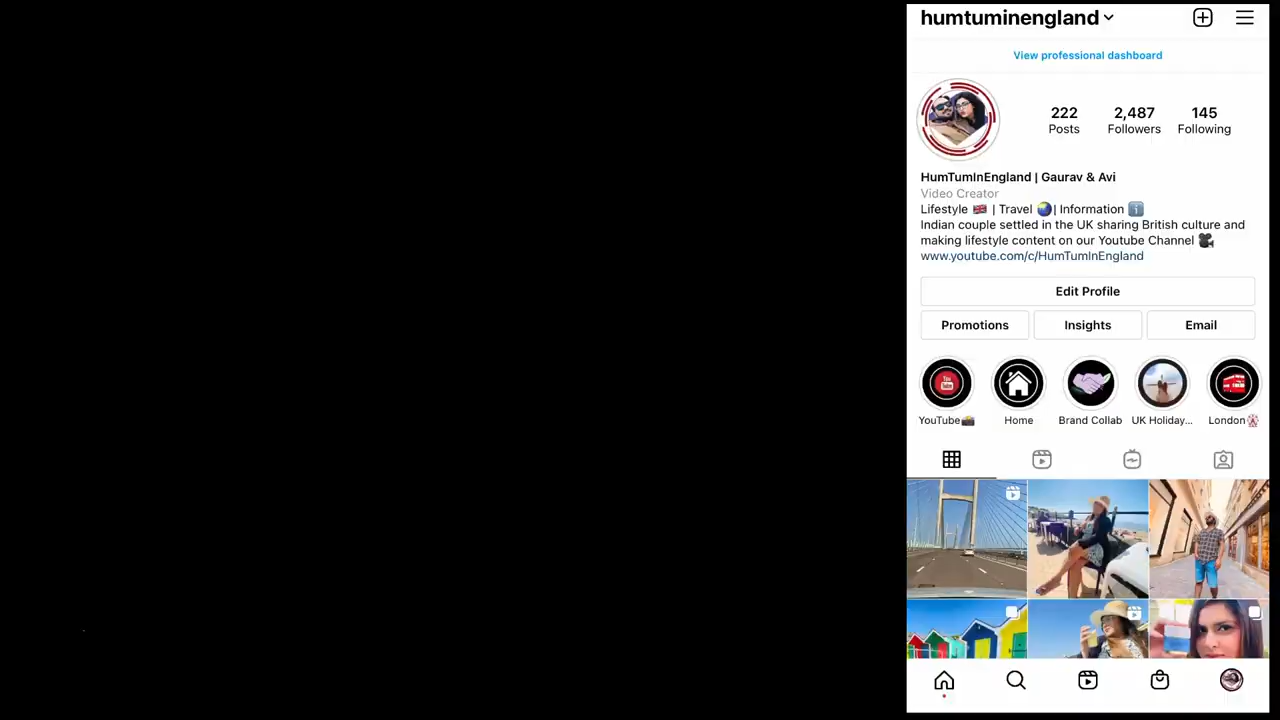 humtuminengland
View professional dashboard
222 2,487 145
Posts Followers Following
HumTumInEngland | Gaurav & Avi
Video Creator
Lifestyle 🇬🇧 | Travel 🌏| Information ℹ️
Indian couple settled in the UK sharing British culture and
making lifestyle content on our Youtube Channel 🎥
www.youtube.com/c/HumTumInEngland
Edit Profile
Promotions Insights Email
You
Tube
YouTube📸 Home Brand Collab UK Holiday... London🎡